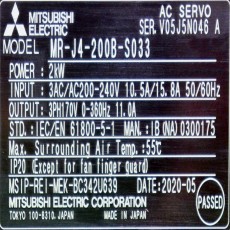 MITSUBISHI
ELECTRIC
AC SERVO
SER. V05J5N046 A
MODEL MR-J4-200B-S033
POWER : 2kW
INPUT : 3AC/AC200-240V 10.5A/15.8A 50/60Hz
OUTPUT: 3PH170V 0-360Hz 11.0A
STD.: IEC/EN 61800-5-1 MAN.: IB(NA)0300175
Max. Surrounding Air Temp.:55℃
IP20 (Except for fan finger guard)
MSIP-REI-MEK-BC342U639 DATE:2020-05
MITSUBISHI ELECTRIC CORPORATION
TOKYO 100-8310, JAPAN MADE IN JAPAN
PASSED